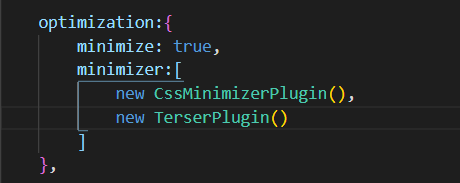 optimization:{
minimize: true,
minimizer:[
new CssMinimizerPlugin(),
new TerserPlugin()
]
},